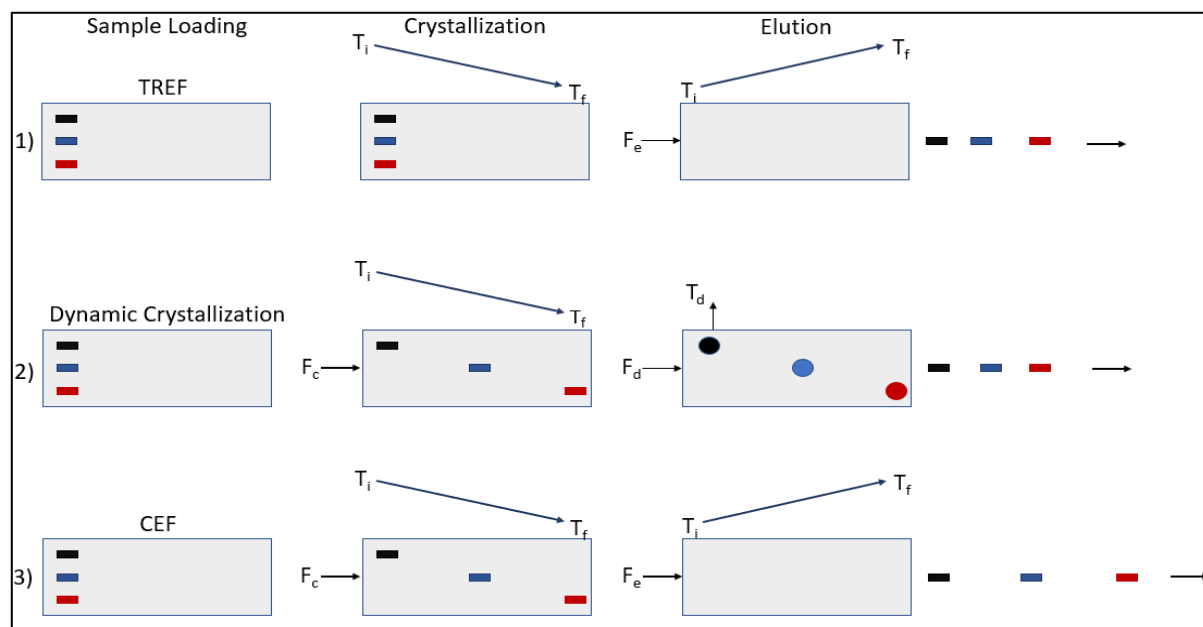 Sample Loading Crystallization Elution
Ti Tf
TREF Tf Ti
1) Fe
Ti Td
Dynamic Crystallization Tf
2) Fc Fd
Ti Tf
CEF Tf Ti
3) Fc Fe